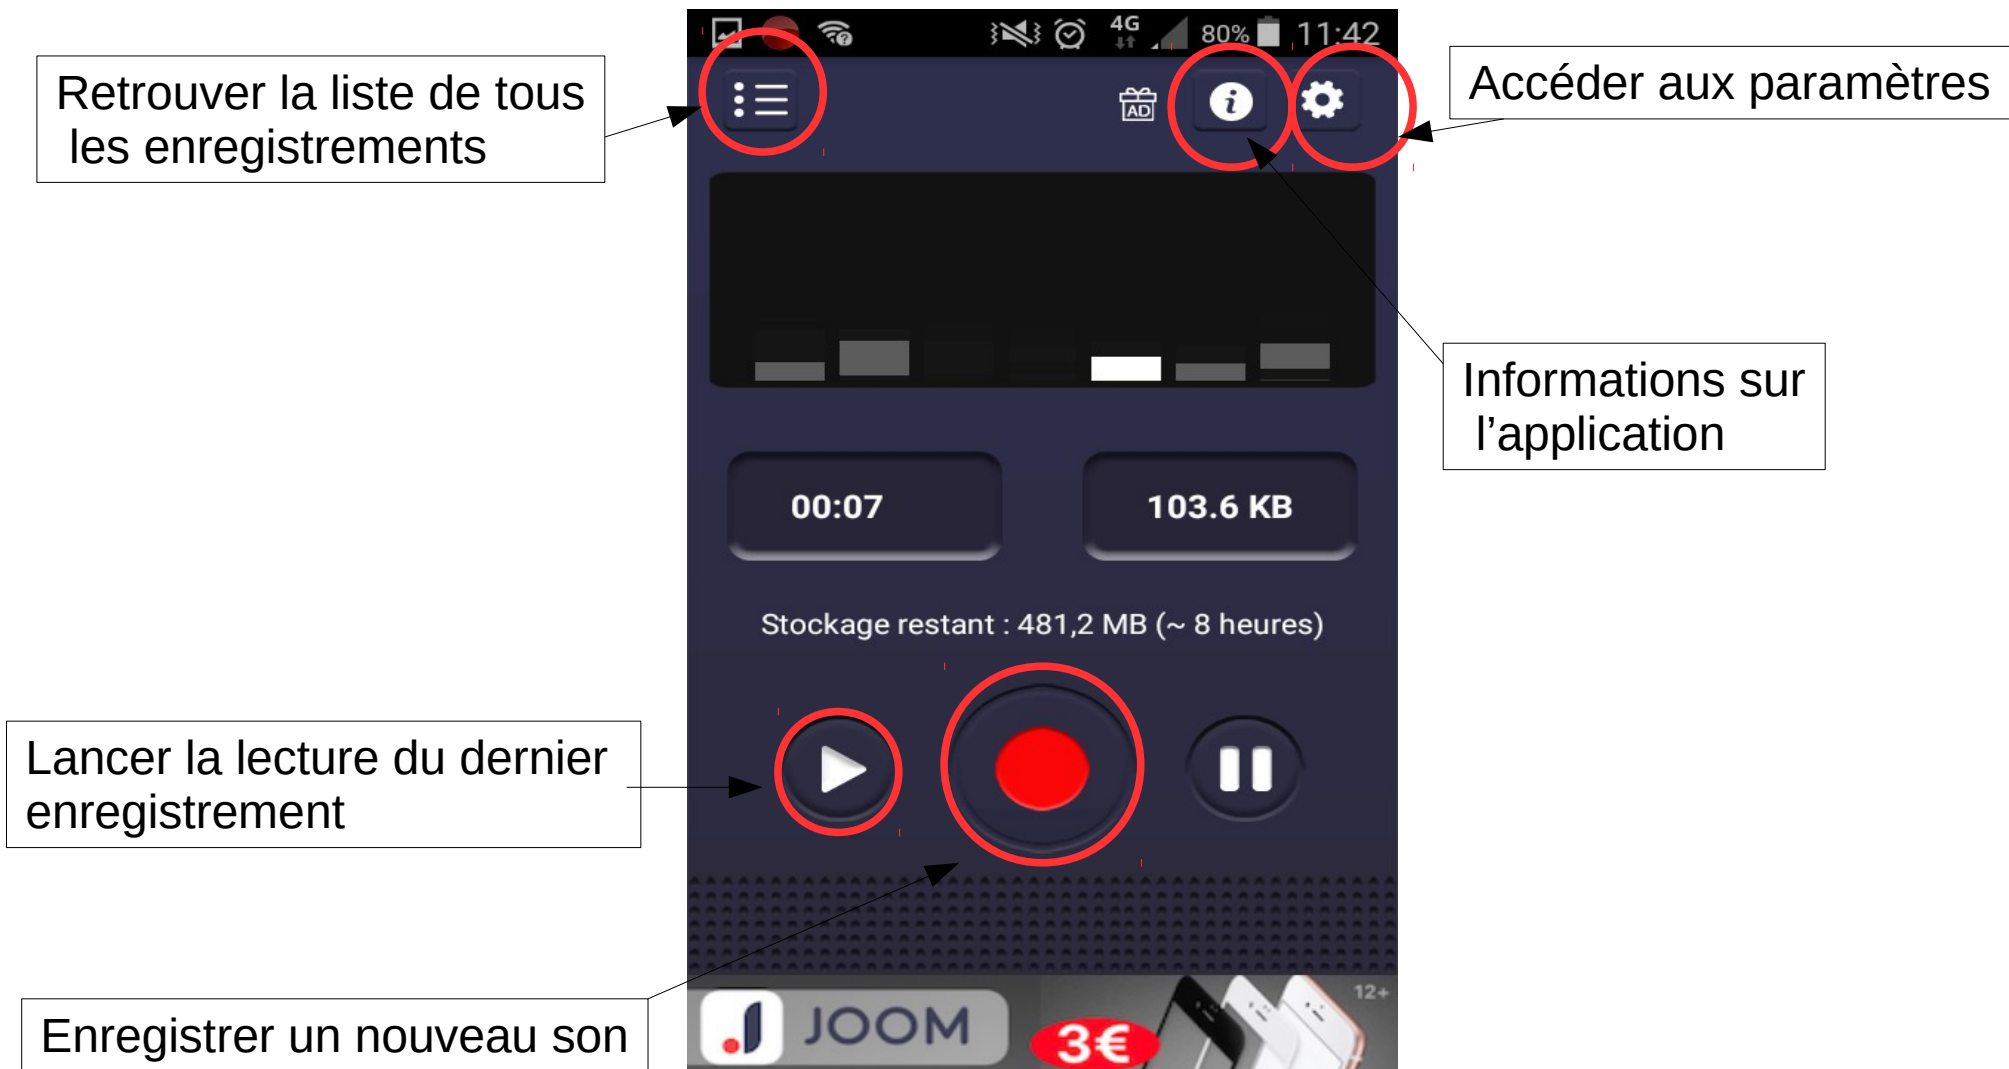 4G
80%
11:42
Retrouver la liste de tous
les enregistrements
AD
i
Accéder aux paramètres
Informations sur
l’application
00:07
103.6 KB
Stockage restant : 481,2 MB (~ 8 heures)
Lancer la lecture du dernier
enregistrement
Enregistrer un nouveau son
JOOM
3€
12+